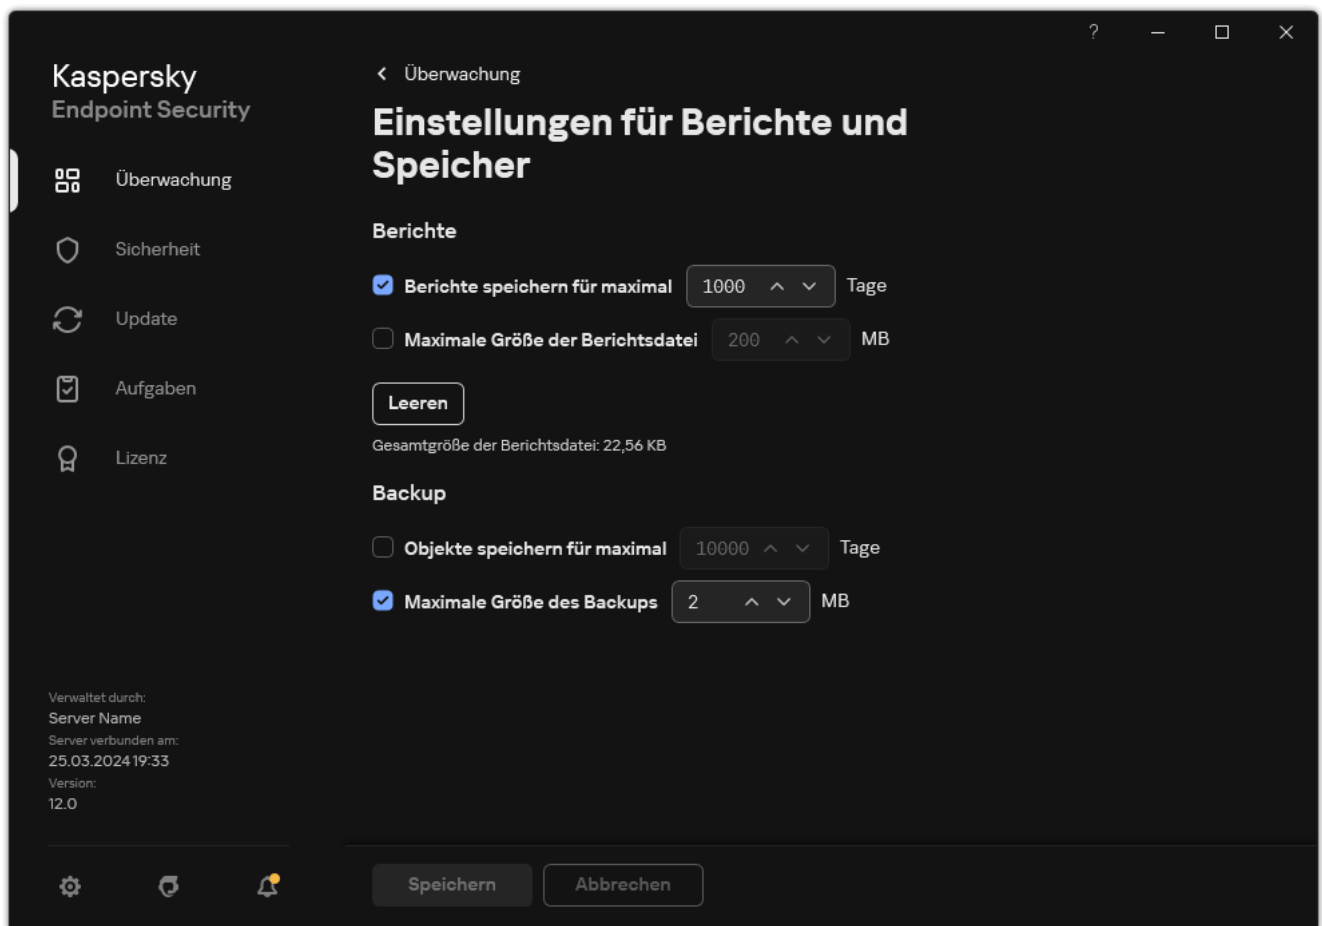 ?
Kaspersky
Endpoint Security
Überwachung
Sicherheit
Update
Aufgaben
Lizenz
Verwaltet durch:
Server Name
Server verbunden am:
25.03.2024 19:33
Version:
12.0
Überwachung
Einstellungen für Berichte und
Speicher
Berichte
Berichte speichern für maximal 1000 Tage
Maximale Größe der Berichtsdatei 200 MB
Leeren
Gesamtgröße der Berichtsdatei: 22,56 KB
Backup
Objekte speichern für maximal 10000 Tage
Maximale Größe des Backups 2 MB
Speichern Abbrechen